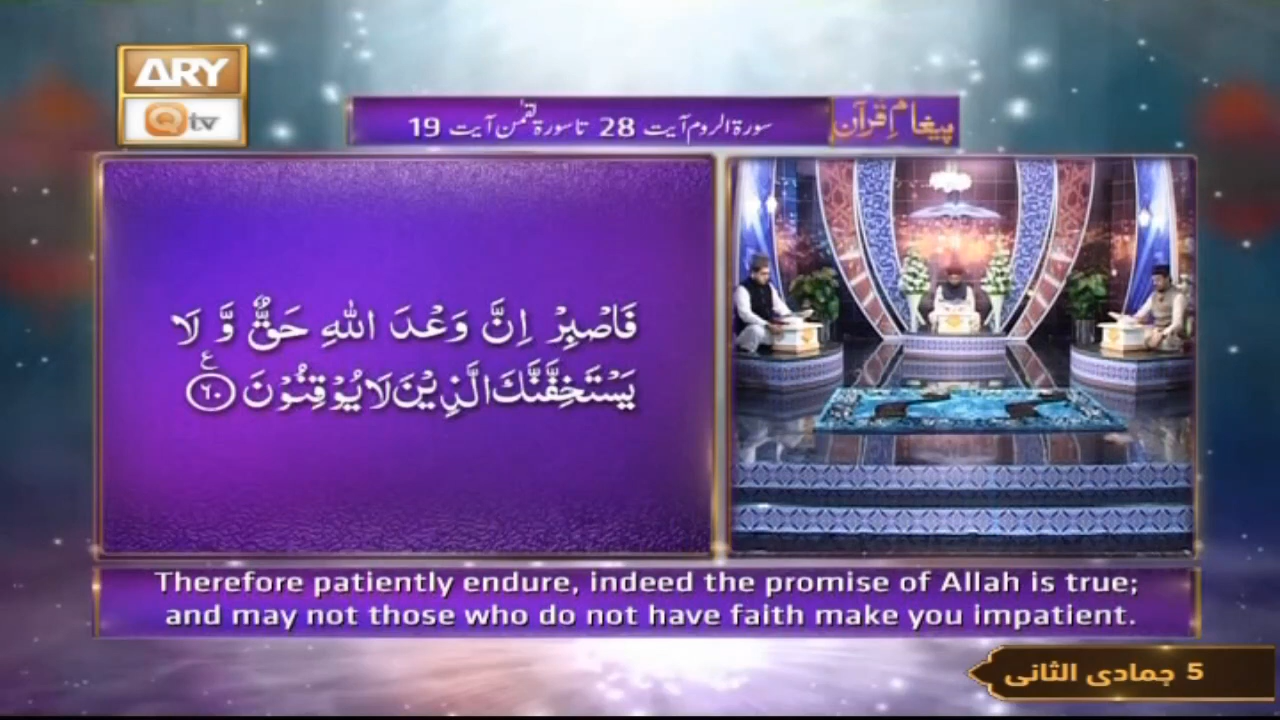 ARY
Qtv
پیغامِ قرآن
سورۃ الروم آیت 28 تا سورۃ لقمٰن آیت 19
فَاصْبِرْ اِنَّ وَعْدَ اللّٰهِ حَقٌّ وَّ لَا
یَسْتَخِفَّنَّكَ الَّذِیْنَ لَا یُوْقِنُوْنَ ۟۠ ﴿۶۰﴾
Therefore patiently endure, indeed the promise of Allah is true;
and may not those who do not have faith make you impatient.
5 جمادی الثانی